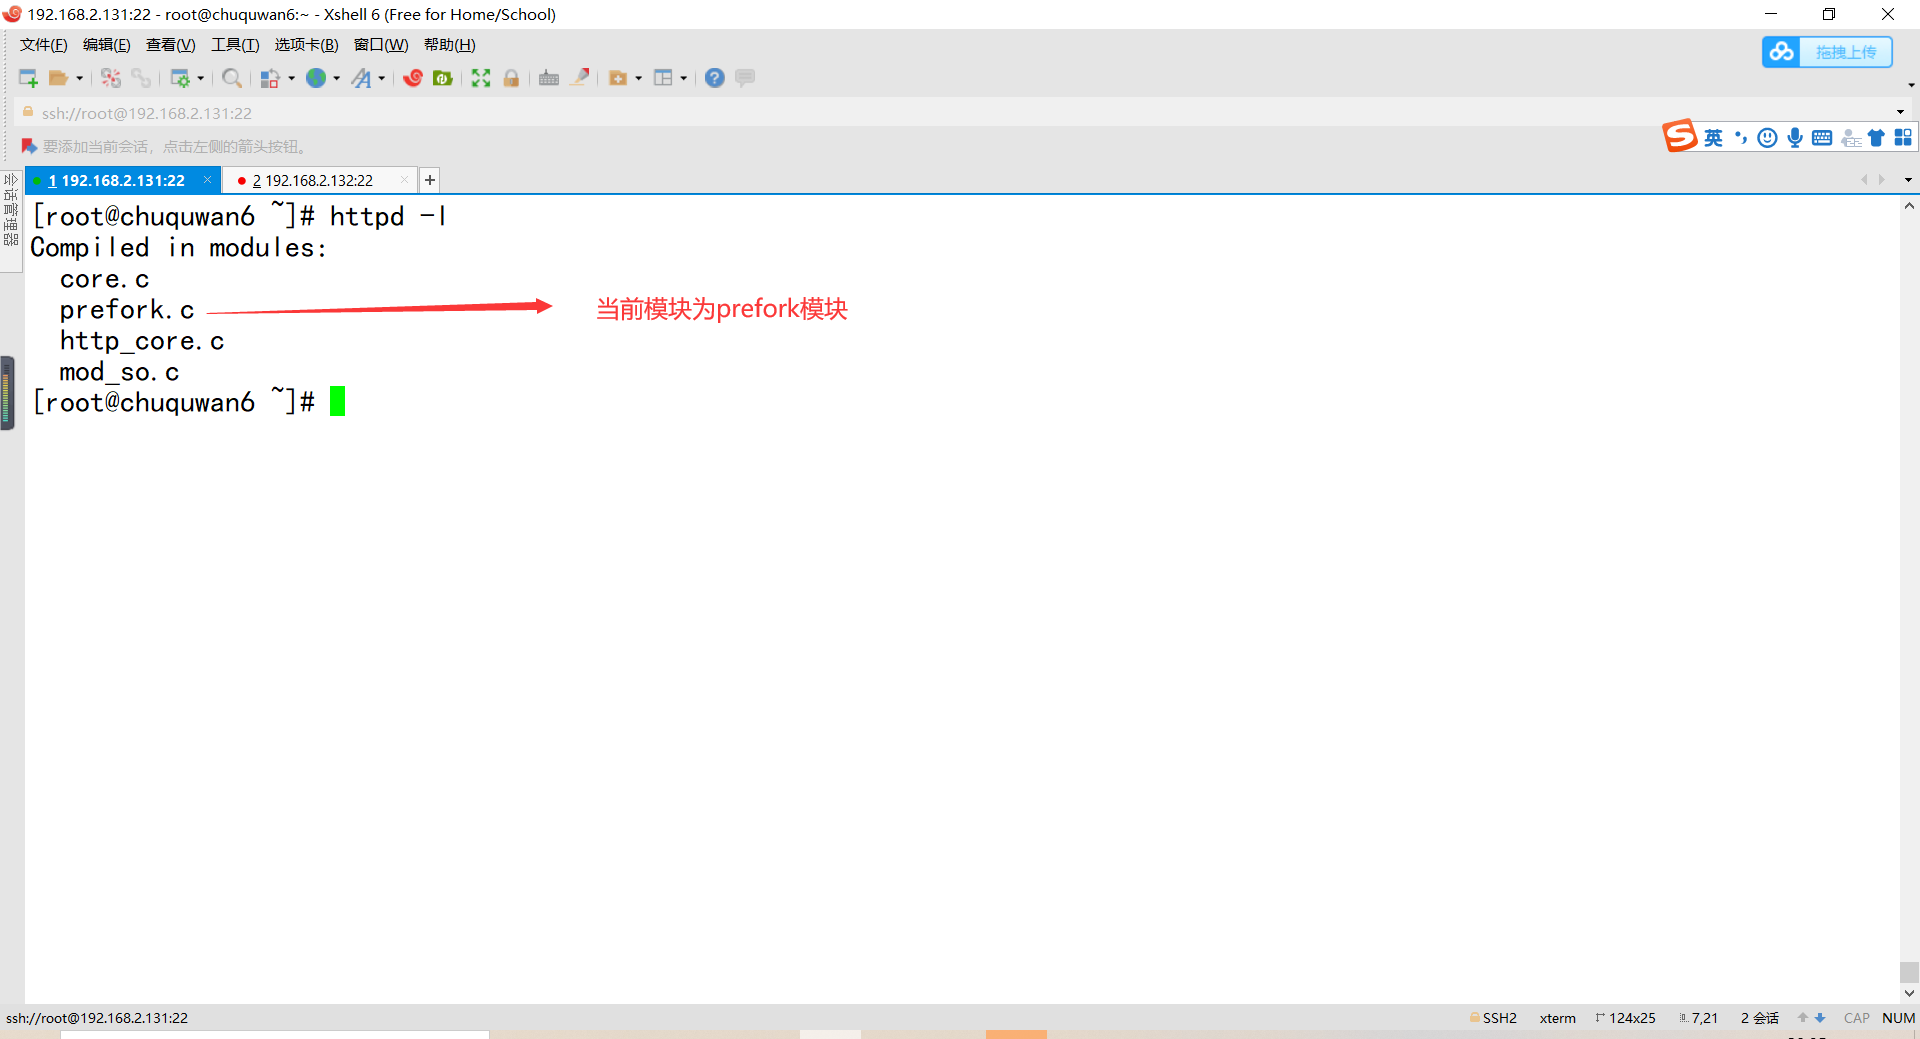 192.168.2.131:22 - root@chuquwan6:~ - Xshell 6 (Free for Home/School)
文件(F) 编辑(E) 查看(V) 工具(T) 选项卡(B) 窗口(W) 帮助(H)
拖拽上传
ssh://root@192.168.2.131:22
要添加当前会话，点击左侧的箭头按钮。
英
会话管理器
1 192.168.2.131:22 2 192.168.2.132:22
[root@chuquwan6 ~]# httpd -l
Compiled in modules:
core.c
prefork.c 当前模块为prefork模块
http_core.c
mod_so.c
[root@chuquwan6 ~]#
ssh://root@192.168.2.131:22 SSH2 xterm 124x25 7,21 2 会话 CAP NUM